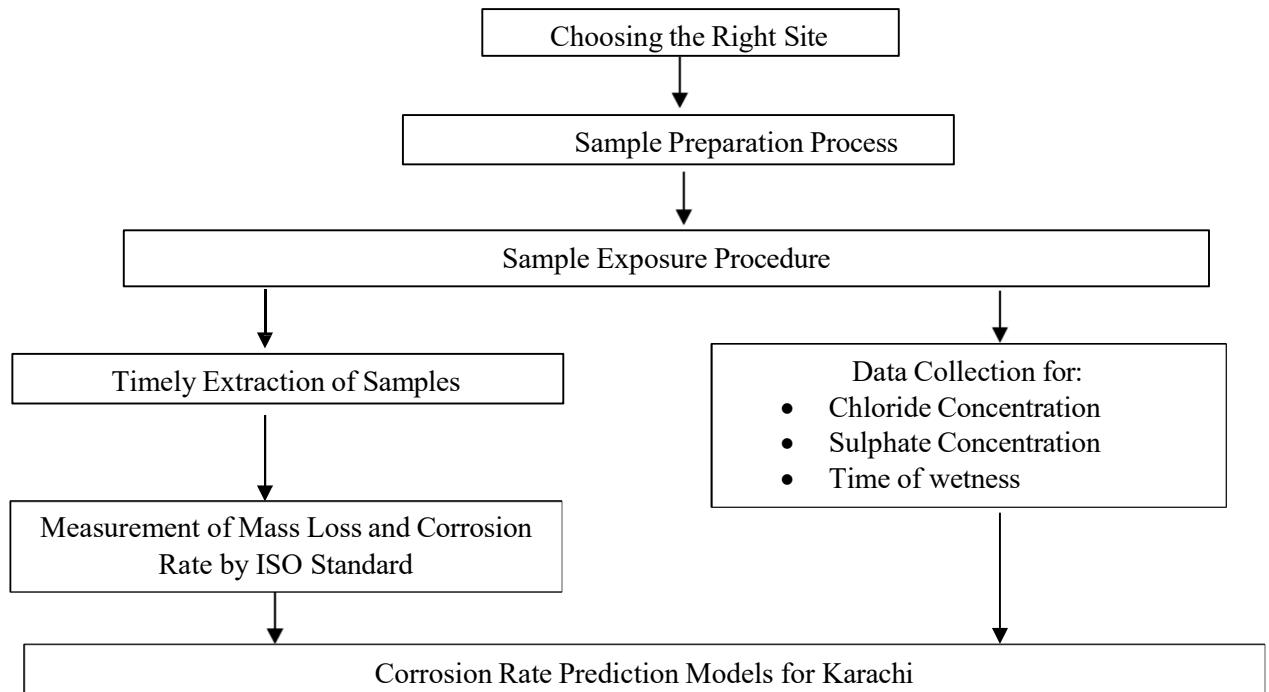 Choosing the Right Site
Sample Preparation Process
Sample Exposure Procedure
Timely Extraction of Samples
Measurement of Mass Loss and Corrosion
Rate by ISO Standard
Data Collection for:
• Chloride Concentration
• Sulphate Concentration
• Time of wetness
Corrosion Rate Prediction Models for Karachi